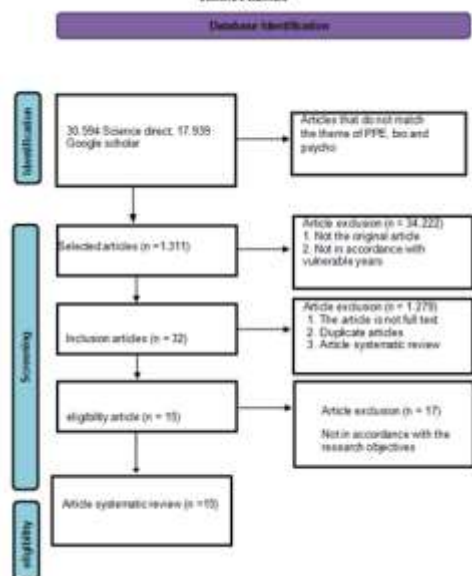 Database Identification
Identification
30.594 Science direct, 17.939
Google scholar
Articles that do not match
the theme of PPE, bio and
psycho
Screening
Selected articles (n =1.311)
Article exclusion (n = 34.222)
1. Not the original article
2. Not in accordance with
vulnerable years
Inclusion articles (n = 32)
Article exclusion (n = 1.279)
1. The article is not full text
2. Duplicate articles
3. Article systematic review
eligibility article (n = 15)
Article exclusion (n = 17)
Not in accordance with the
research objectives
eligibility
Article systematic review (n =15)